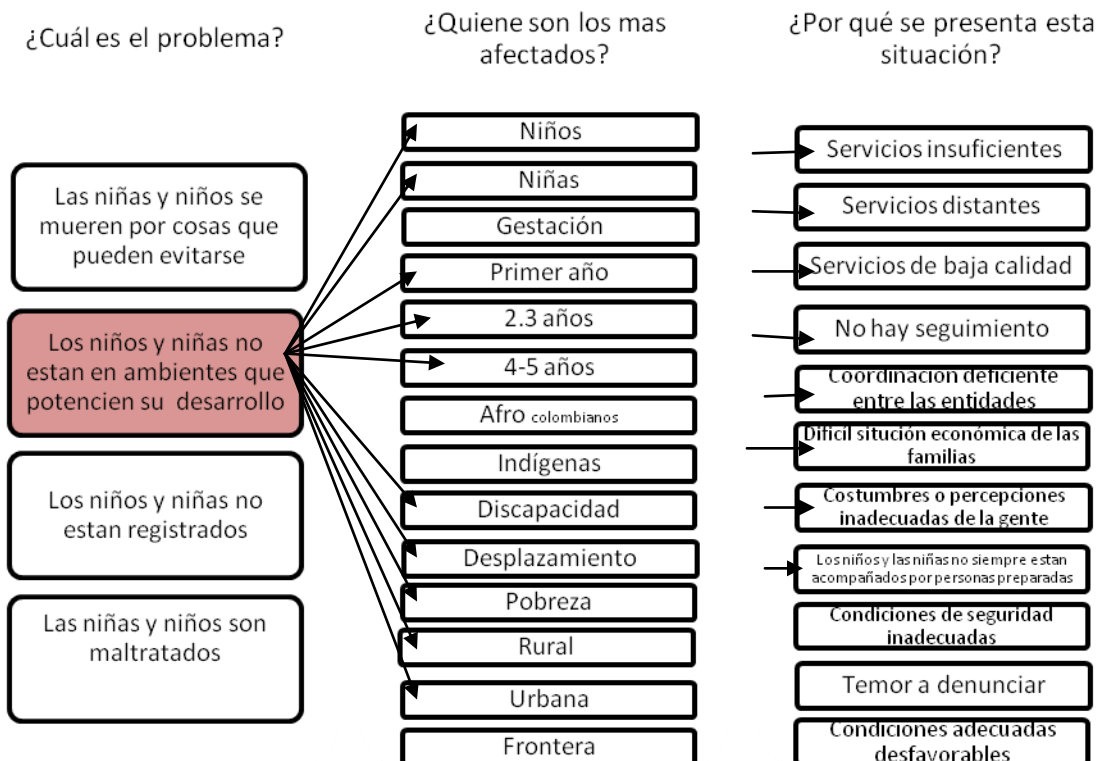 ¿Cuál es el problema?
Las niñas y niños se
mueren por cosas que
pueden evitarse
Los niños y niñas no
estan en ambientes que
potencien su desarrollo
Los niños y niñas no
estan registrados
Las niñas y niños son
maltratados
¿Quiene son los mas
afectados?
Niños
Niñas
Gestación
Primer año
2.3 años
4-5 años
Afro colombianos
Indígenas
Discapacidad
Desplazamiento
Pobreza
Rural
Urbana
Frontera
¿Por qué se presenta esta
situación?
Servicios insuficientes
Servicios distantes
Servicios de baja calidad
No hay seguimiento
Coordinación deficiente
entre las entidades
Dificíl situción económica de las
familias
Costumbres o percepciones
inadecuadas de la gente
Los niños y las niñas no siempre estan
acompañados por personas preparadas
Condiciones de seguridad
inadecuadas
Temor a denunciar
Condiciones adecuadas
desfavorables